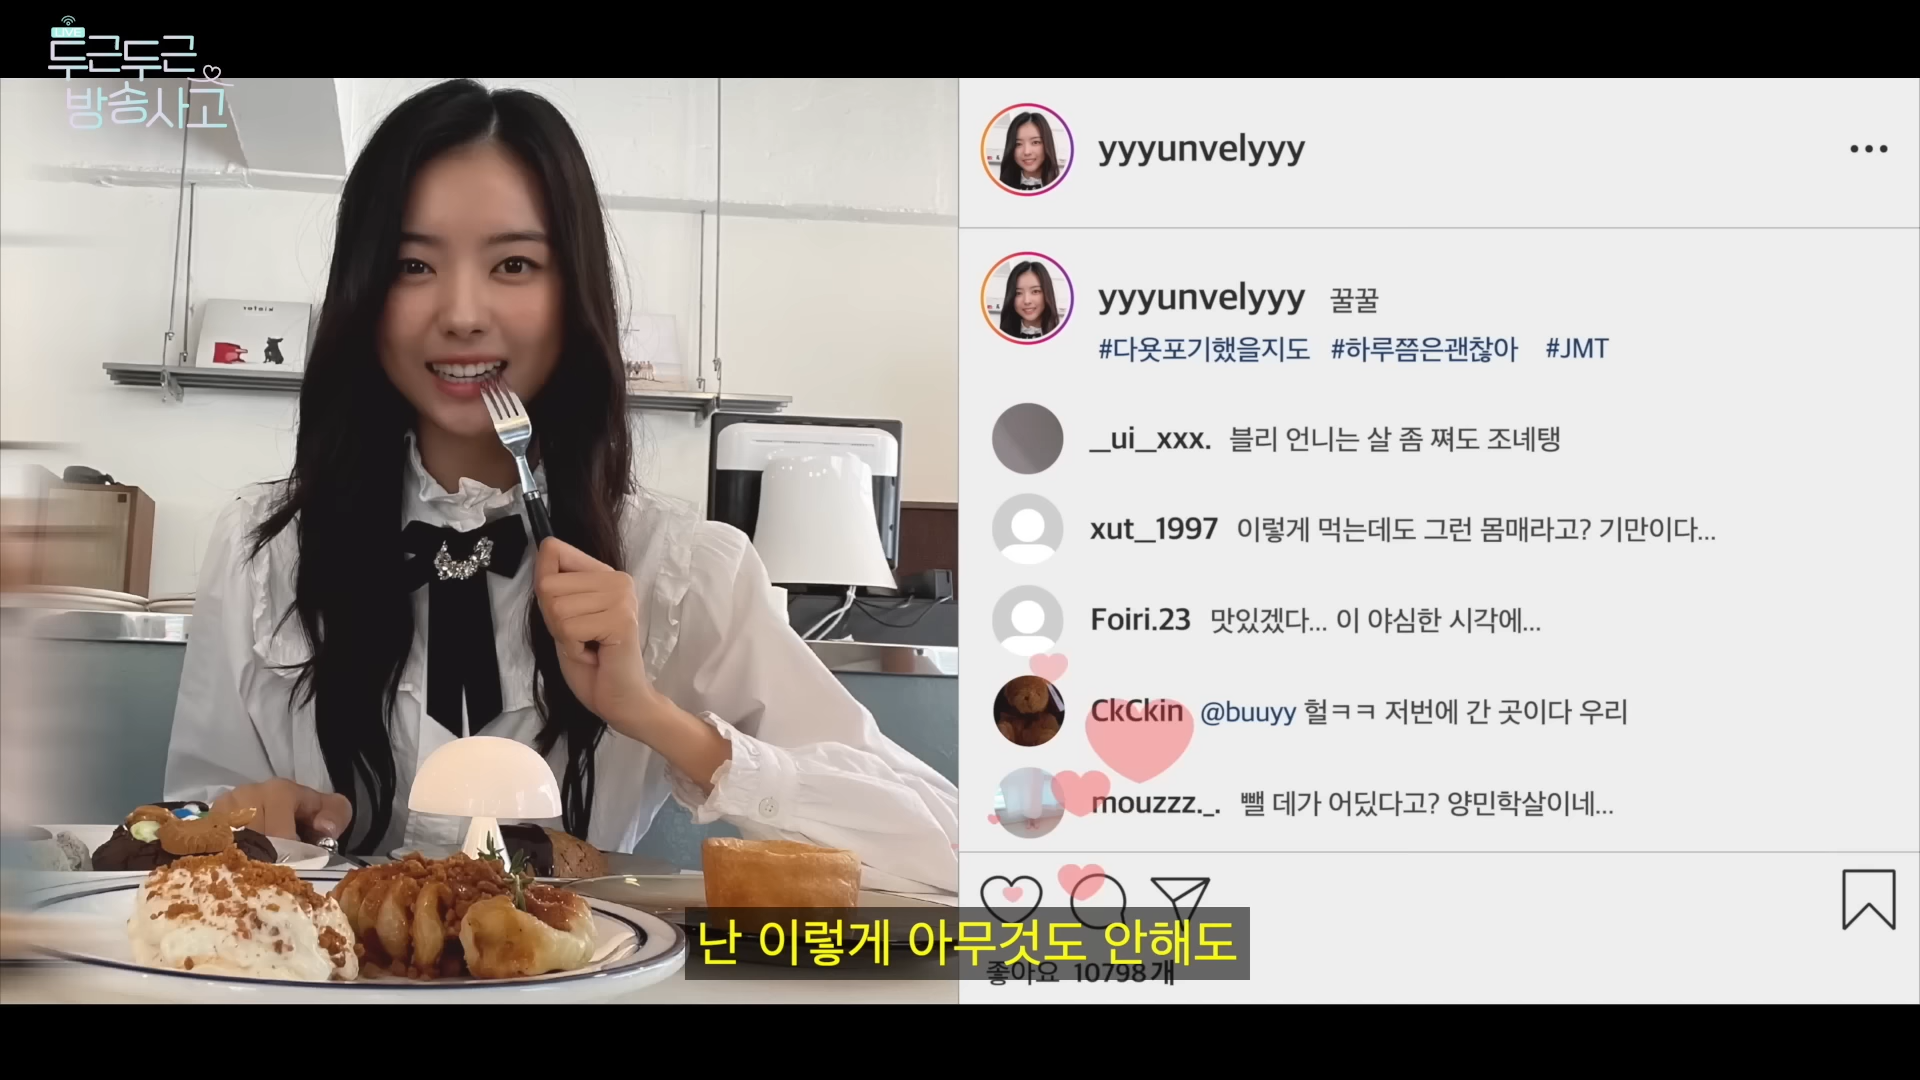 LIVE
두근두근
방송사고
yyyunvelyyy
yyyunvelyyy 꿀꿀
#다욧포기했을지도 #하루쯤은괜찮아 #JMT
__ui__xxx. 블리 언니는 살 좀 쪄도 조녜탱
xut__1997 이렇게 먹는데도 그런 몸매라고? 기만이다...
Foiri.23 맛있겠다... 이 야심한 시각에...
CkCkin @buuyy 헐ㅋㅋ 저번에 간 곳이다 우리
mouzzz._. 뺄 데가 어딨다고? 양민학살이네...
난 이렇게 아무것도 안해도
좋아요 10798개